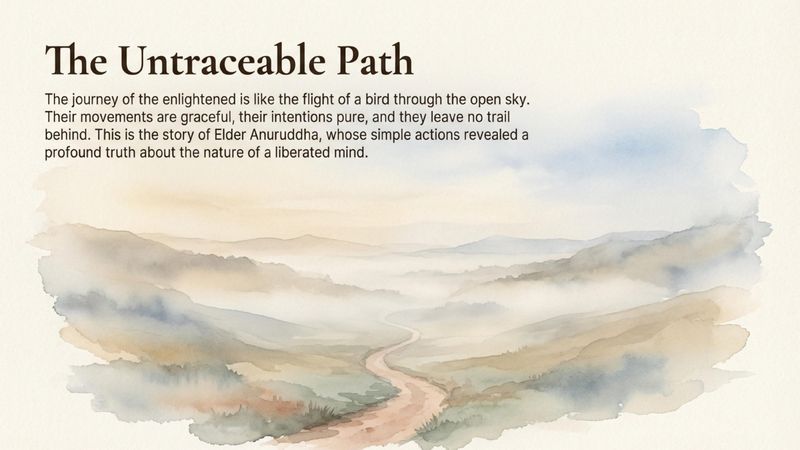 The Untraceable Path
The journey of the enlightened is like the flight of a bird through the open sky.
Their movements are graceful, their intentions pure, and they leave no trail
behind. This is the story of Elder Anuruddha, whose simple actions revealed a
profound truth about the nature of a liberated mind.